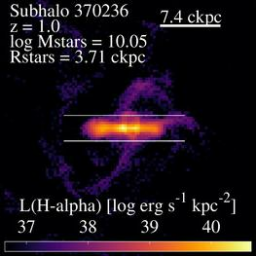 Subhalo 370236
z = 1.0
7.4 ckpc
log Mstars = 10.05
Rstars = 3.71 ckpc
L(H-alpha) [log erg s⁻¹ kpc⁻²]
37 38 39 40